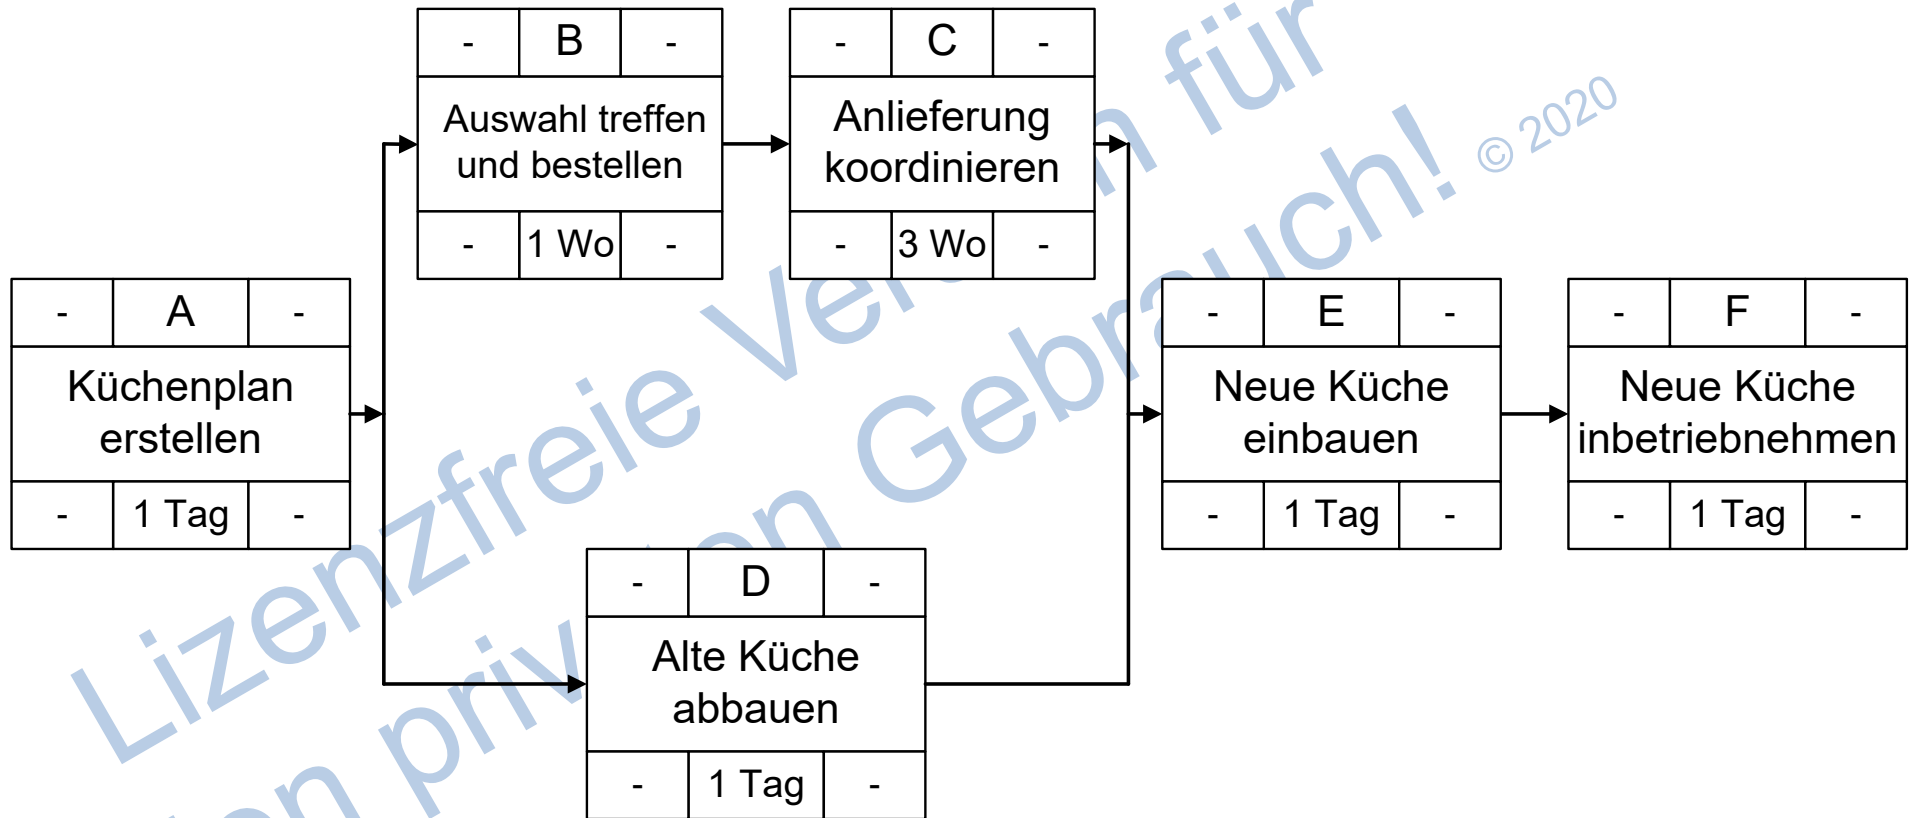 - A -
Küchenplan
erstellen
- 1 Tag -
- B -
Auswahl treffen
und bestellen
- 1 Wo -
- C -
Anlieferung
koordinieren
- 3 Wo -
- D -
Alte Küche
abbauen
- 1 Tag -
- E -
Neue Küche
einbauen
- 1 Tag -
- F -
Neue Küche
inbetriebnehmen
- 1 Tag -
Lizenzfreie für
Gebrauch! © 2020